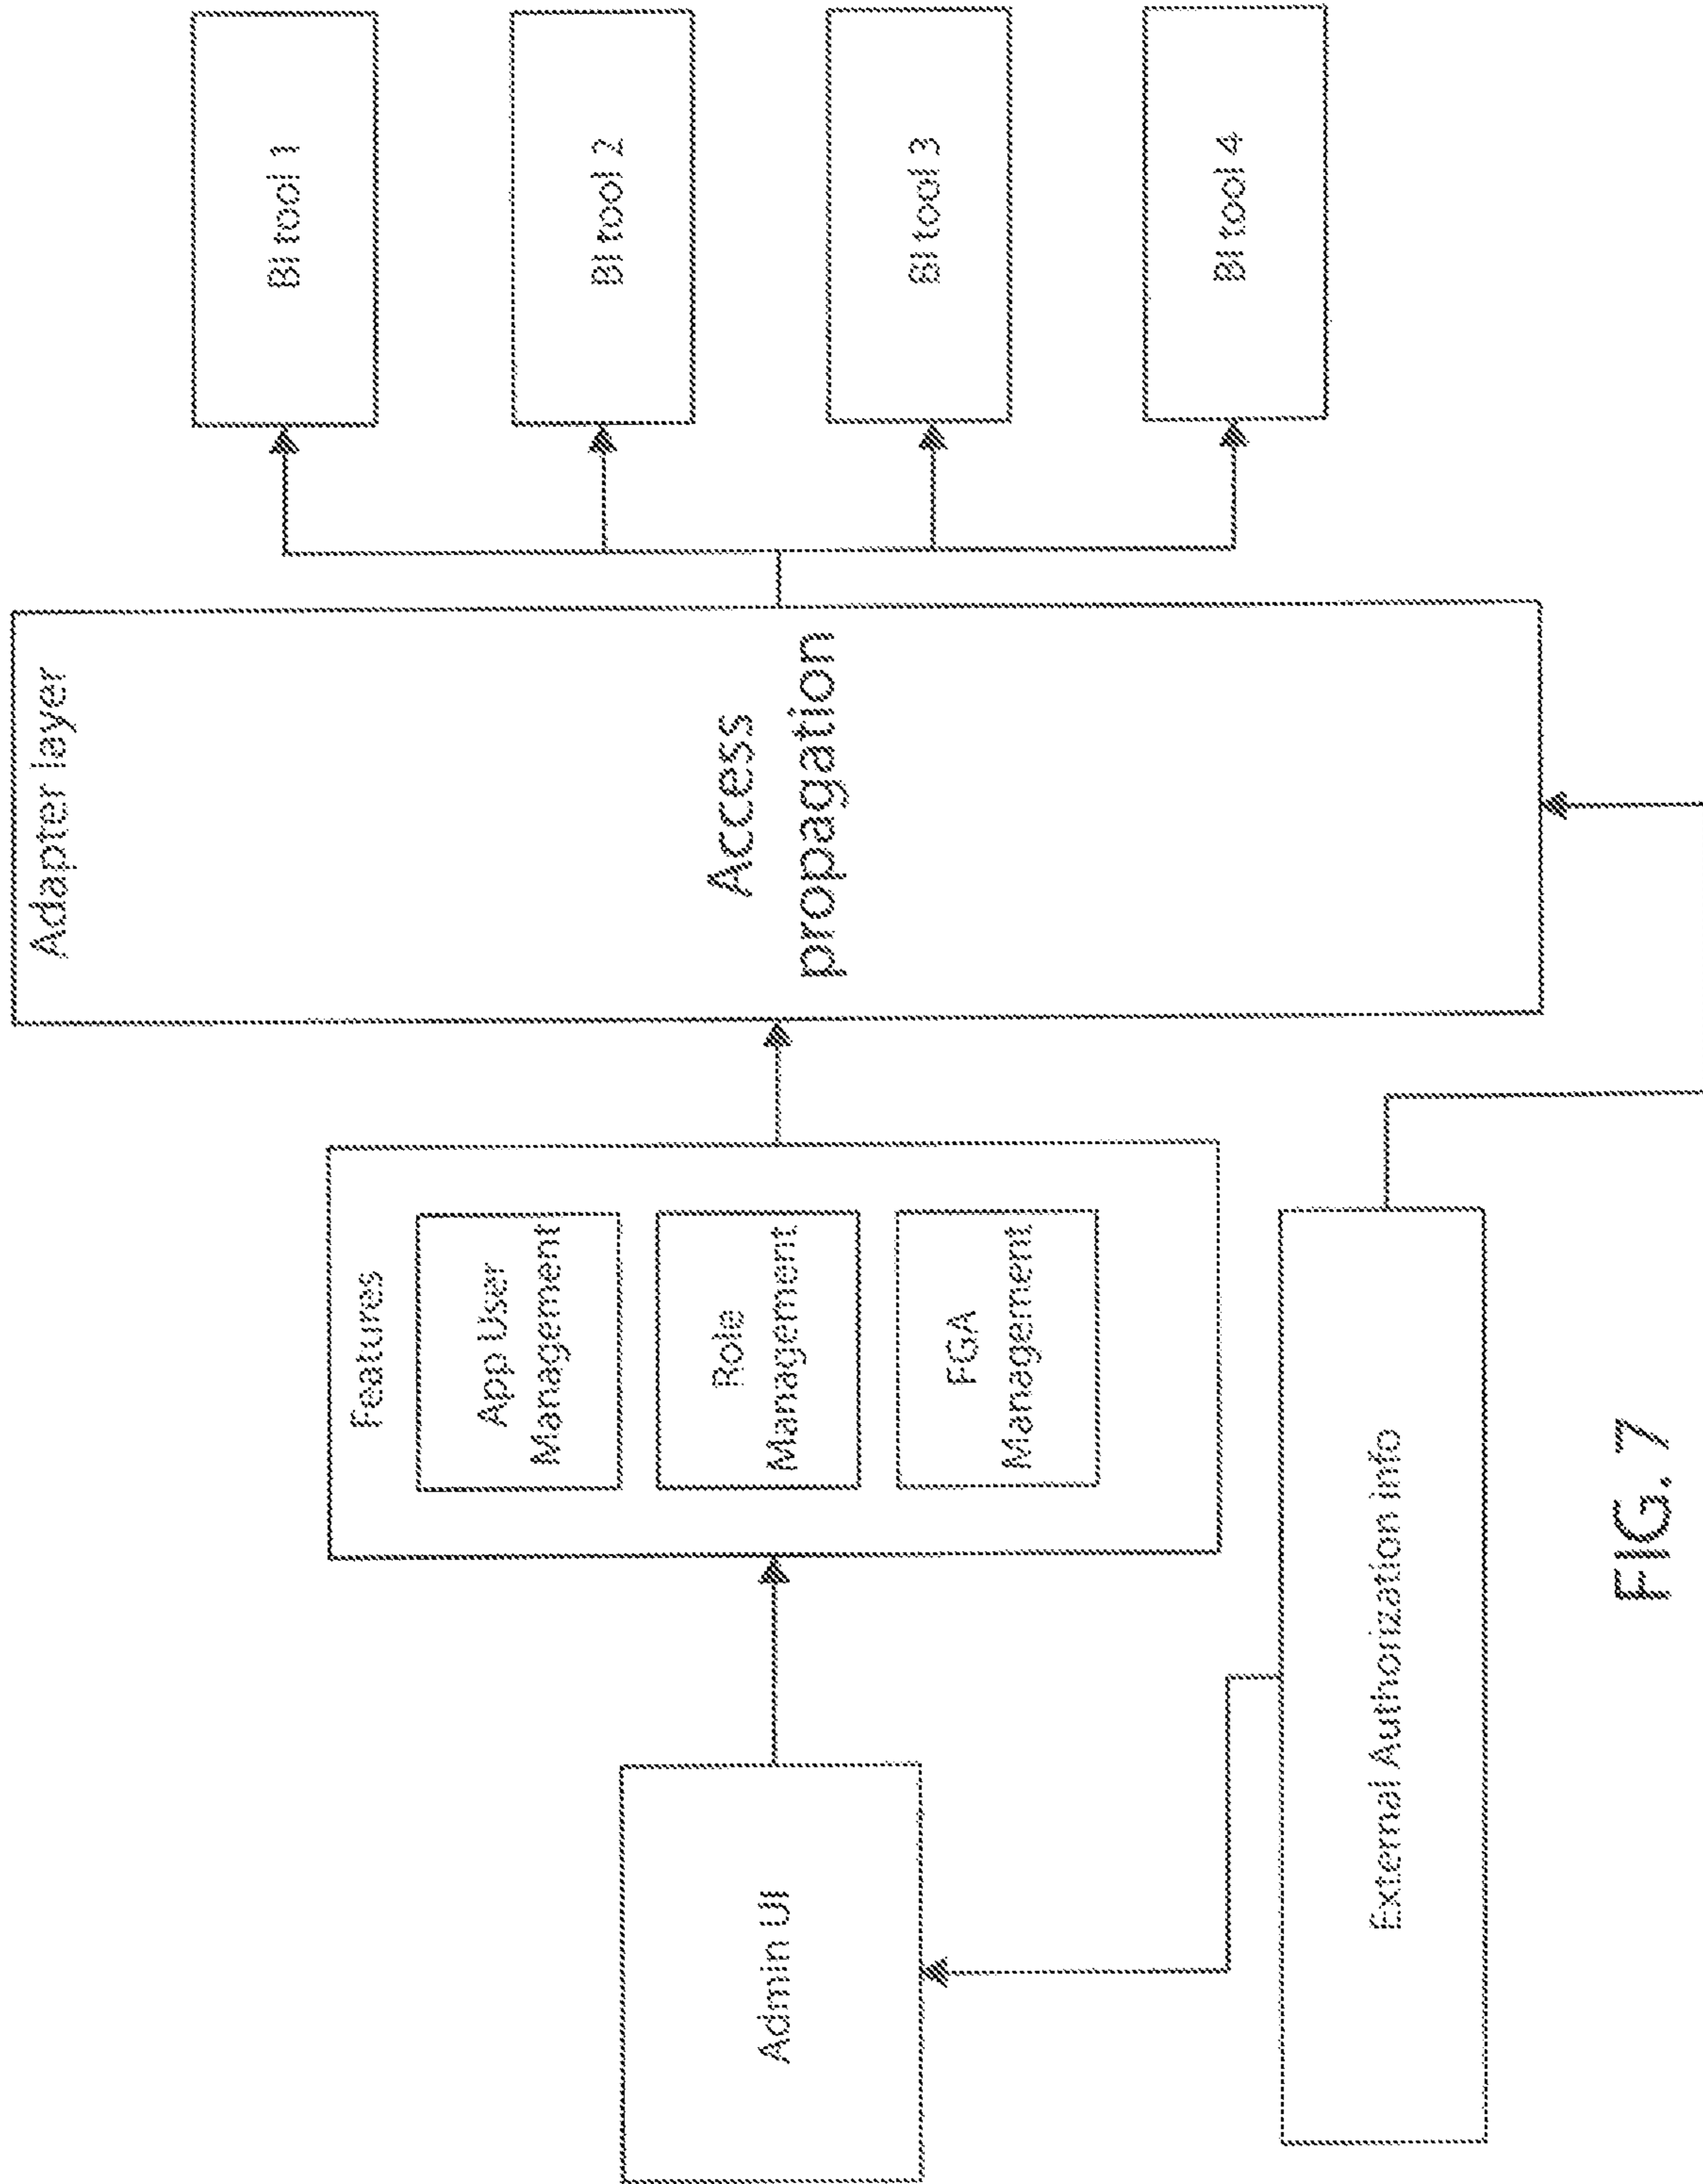 Admin UI
External Authorization info
Features
App User
Management
Role
Management
FGA
Management
Adapter layer
Access
propagation
BI tool 1
BI tool 2
BI tool 3
BI tool 4
FIG. 7